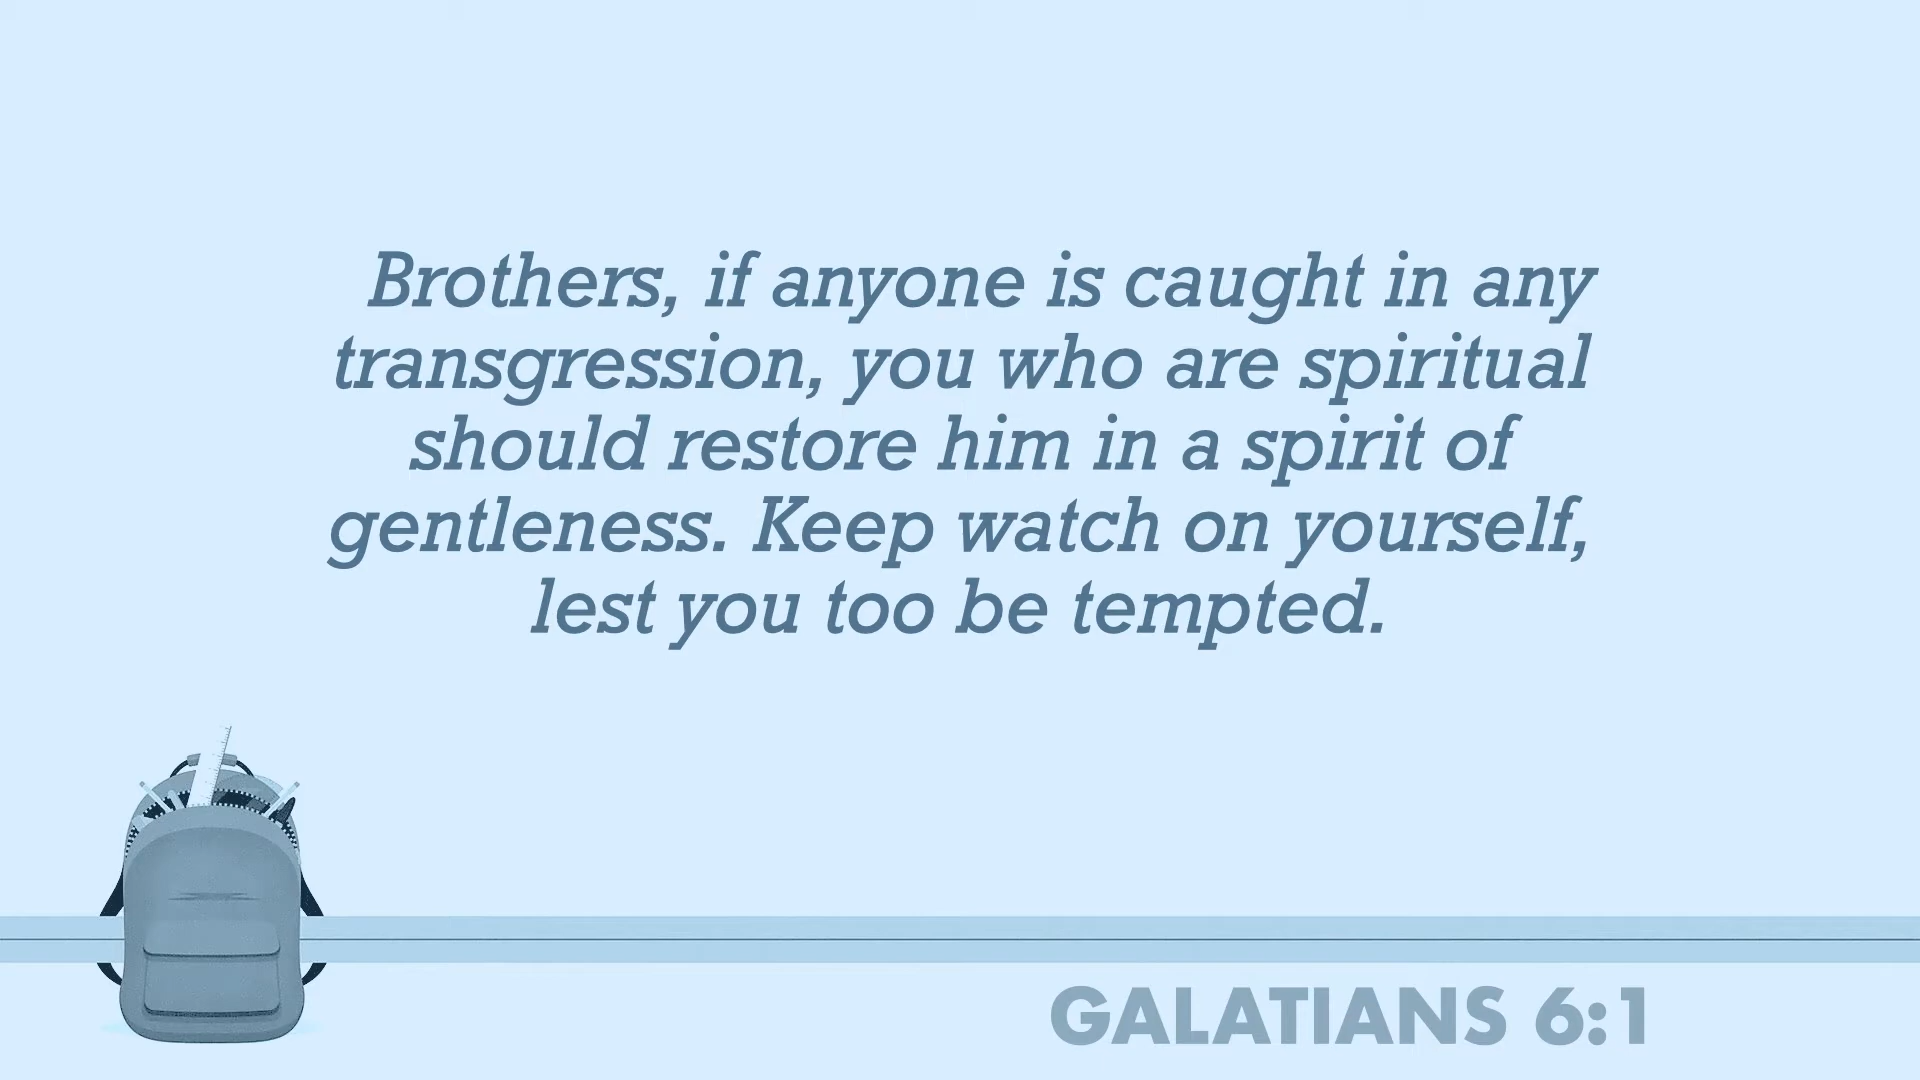 Brothers, if anyone is caught in any
transgression, you who are spiritual
should restore him in a spirit of
gentleness. Keep watch on yourself,
lest you too be tempted.
GALATIANS 6:1